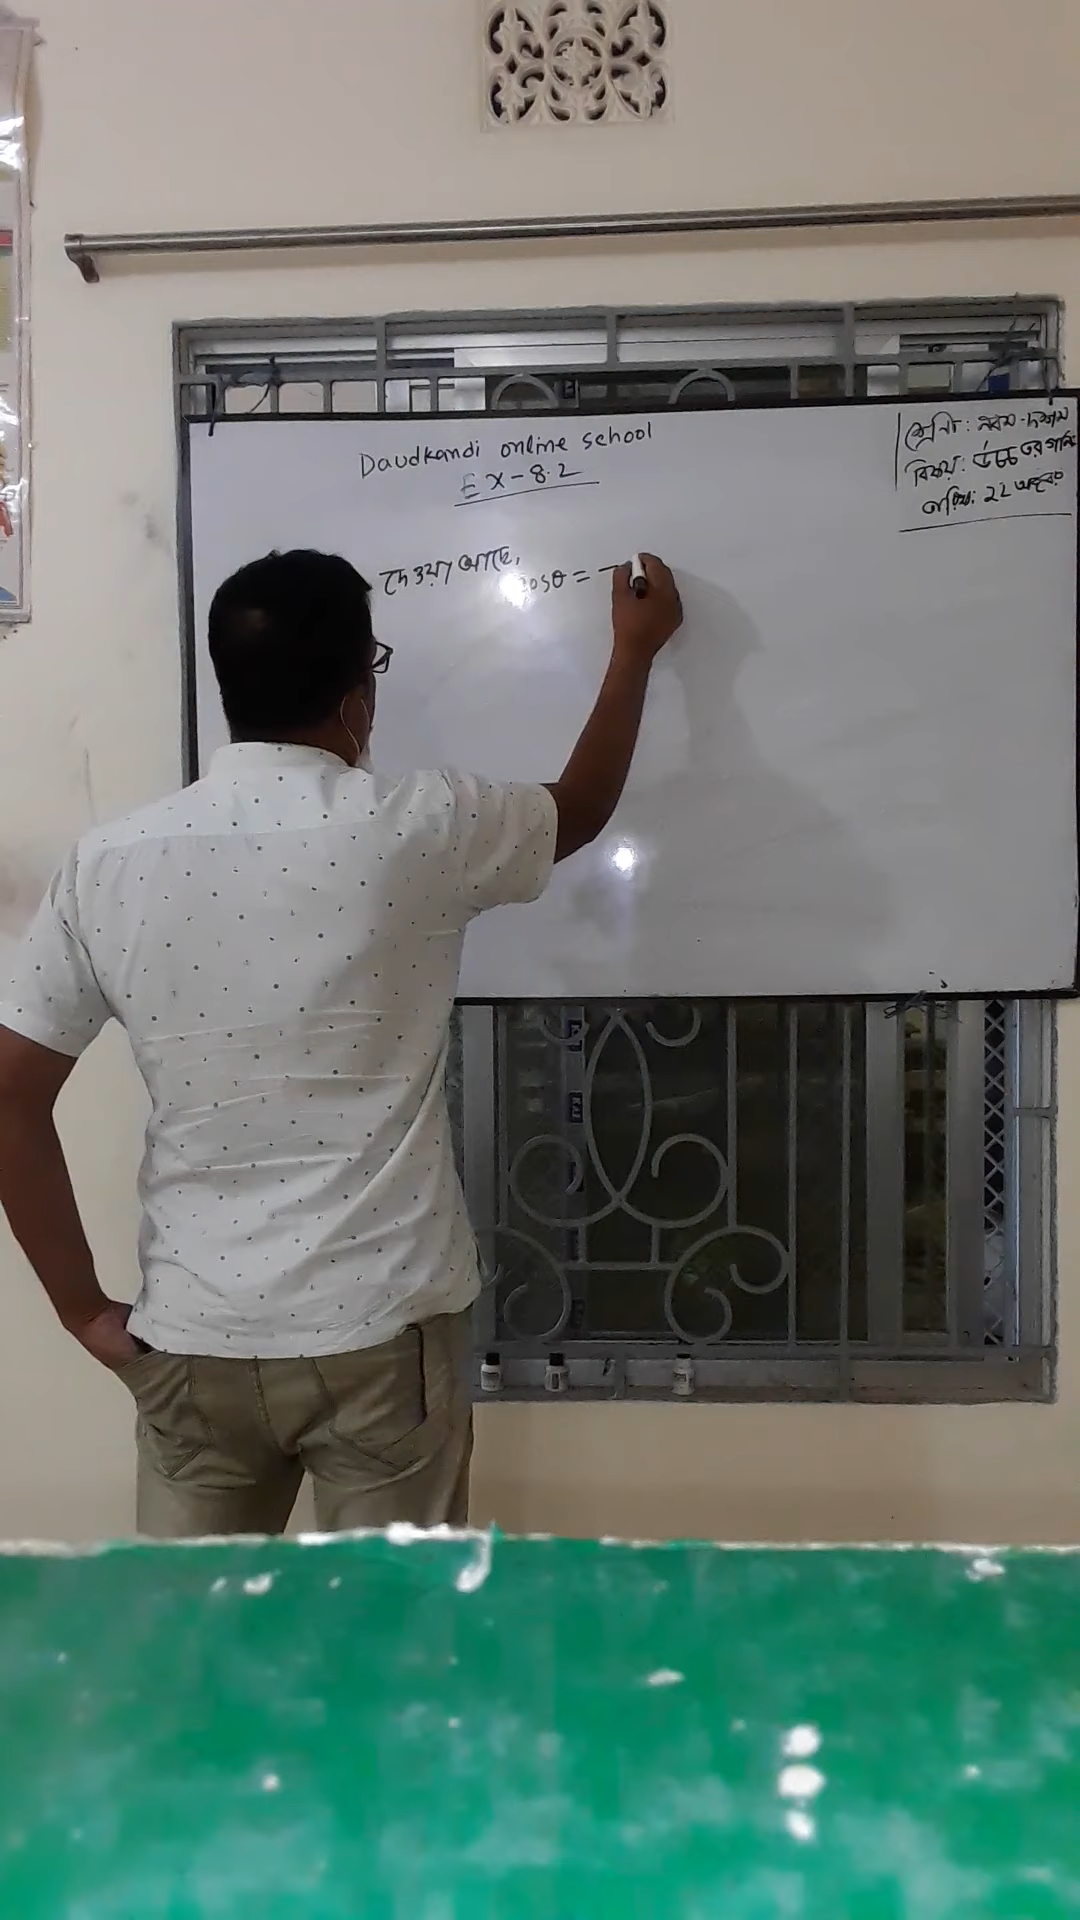 Daudkandi online school
Ex-8.2
শ্রেণী: নবম-দশম
বিষয়: উচ্চতর গণিত
তারিখ: ২২ অক্টোবর
দেওয়া আছে,
cosθ = -